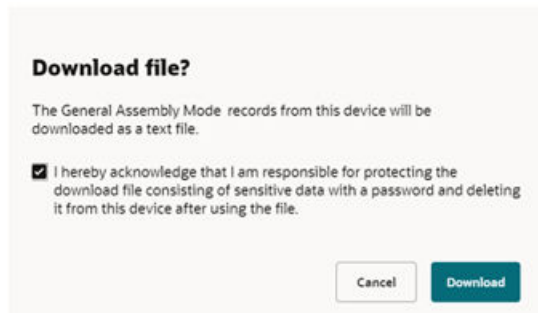 Download file?
The General Assembly Mode records from this device will be
downloaded as a text file.
I hereby acknowledge that I am responsible for protecting the
download file consisting of sensitive data with a password and deleting
it from this device after using the file.
Cancel Download